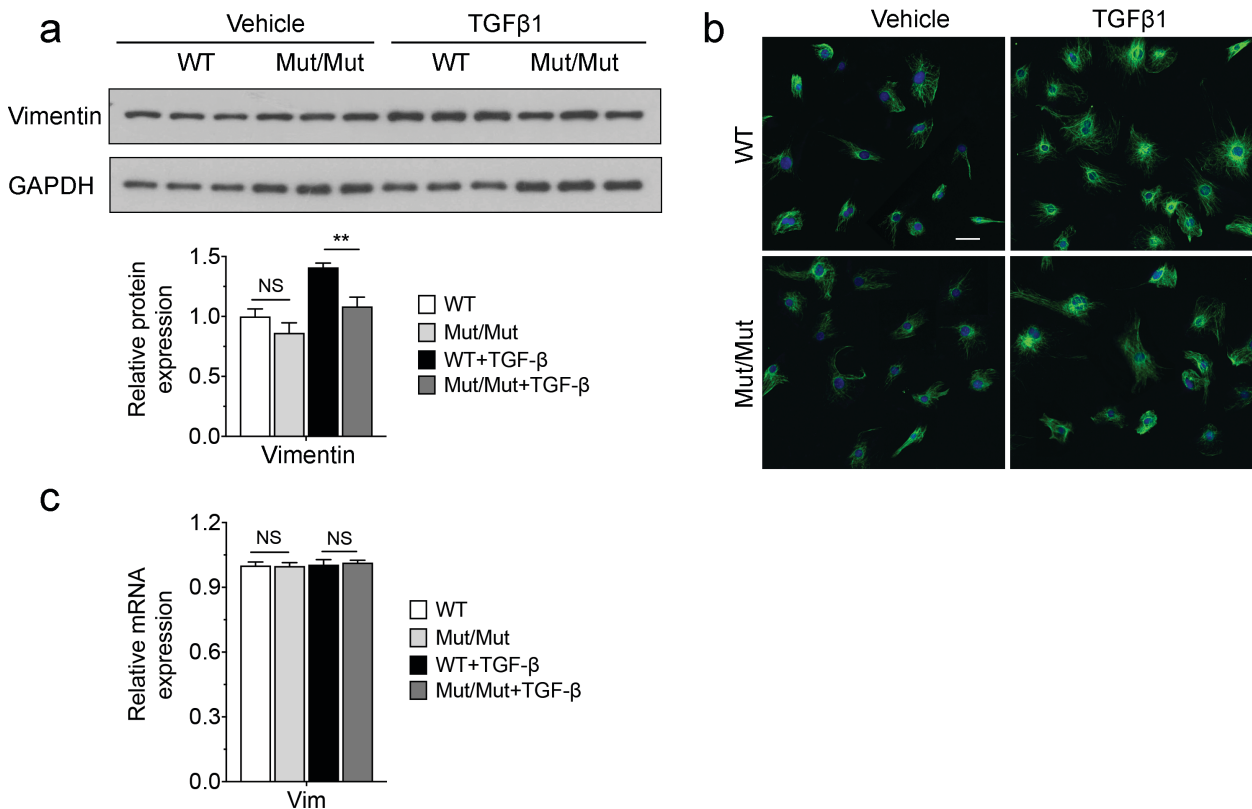 a
Vehicle TGFβ1
WT Mut/Mut WT Mut/Mut
Vimentin
GAPDH
Relative protein
expression
1.5
1.0
0.5
0.0
NS
**
Vimentin
WT
Mut/Mut
WT+TGF-β
Mut/Mut+TGF-β
b
Vehicle TGFβ1
WT
Mut/Mut
c
Relative mRNA
expression
1.2
0.9
0.6
0.3
0.0
NS NS
Vim
WT
Mut/Mut
WT+TGF-β
Mut/Mut+TGF-β